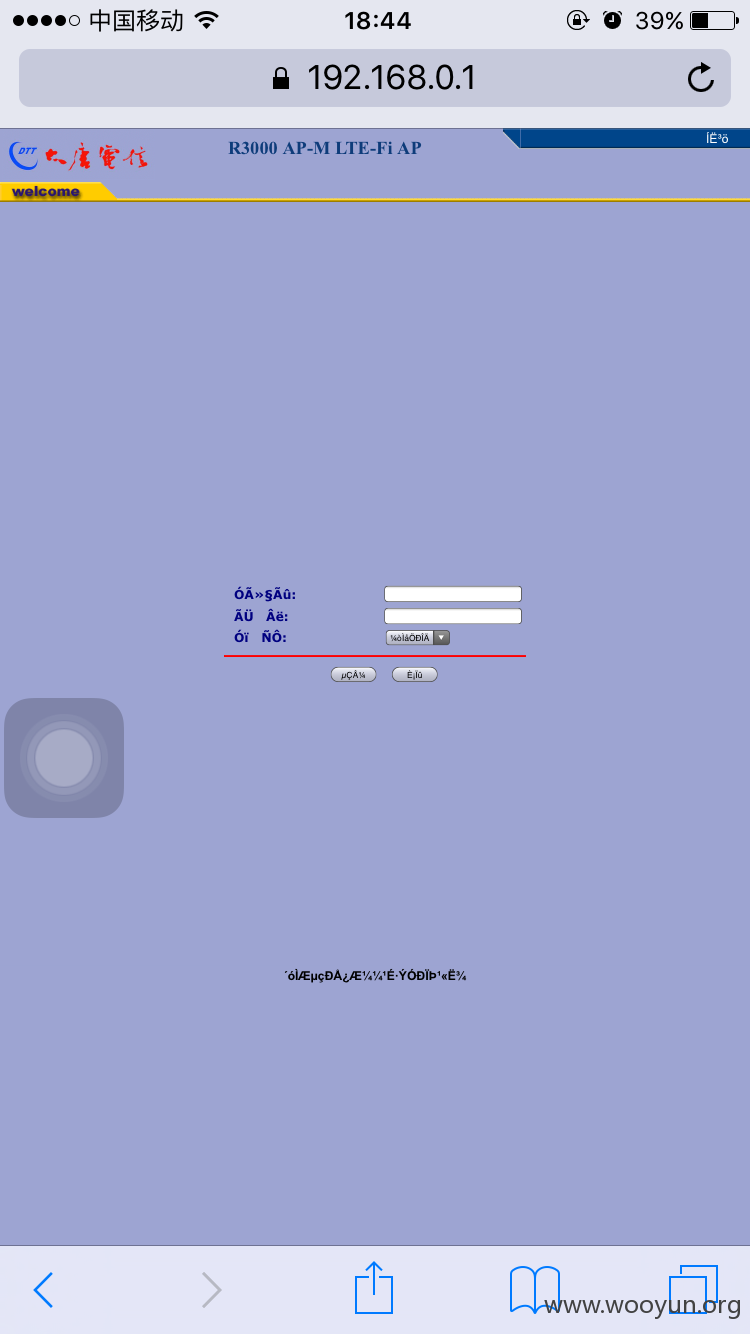 中国移动 18:44 39%
192.168.0.1
DTT 大唐電信
R3000 AP-M LTE-Fi AP
ÍË³ö
welcome
ÓÃ»§Ãû:
ÃÜ Âë:
Óï ÑÔ:
¼òÌåÖÐÎÄ
µÇÂ¼ È¡Ïû
´óÌÆµçÐÅ¿Æ¼¼¹É·ÝÓÐÏÞ¹«Ë¾
www.wooyun.org